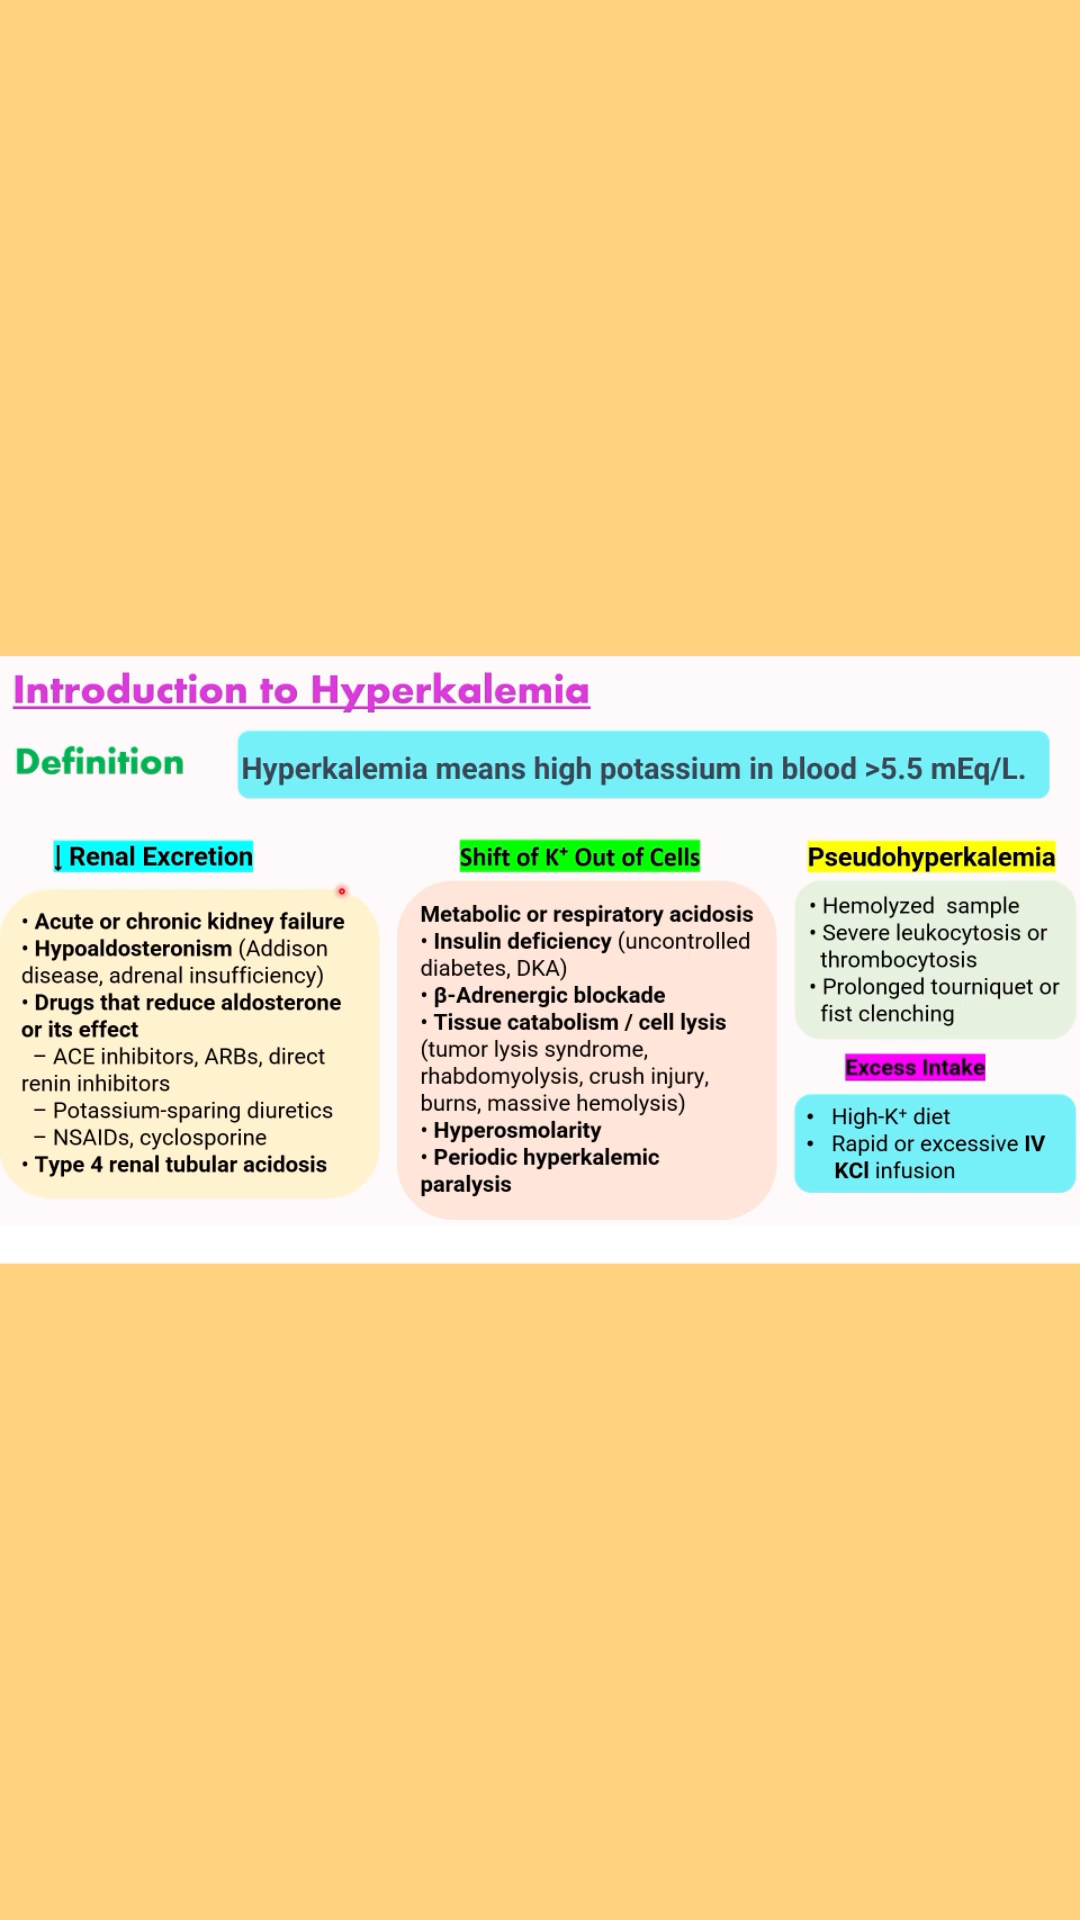 Introduction to Hyperkalemia
Definition
Hyperkalemia means high potassium in blood >5.5 mEq/L.
↓ Renal Excretion
• Acute or chronic kidney failure
• Hypoaldosteronism (Addison
disease, adrenal insufficiency)
• Drugs that reduce aldosterone
or its effect
– ACE inhibitors, ARBs, direct
renin inhibitors
– Potassium-sparing diuretics
– NSAIDs, cyclosporine
• Type 4 renal tubular acidosis
Shift of K⁺ Out of Cells
Metabolic or respiratory acidosis
• Insulin deficiency (uncontrolled
diabetes, DKA)
• β-Adrenergic blockade
• Tissue catabolism / cell lysis
(tumor lysis syndrome,
rhabdomyolysis, crush injury,
burns, massive hemolysis)
• Hyperosmolarity
• Periodic hyperkalemic
paralysis
Pseudohyperkalemia
• Hemolyzed sample
• Severe leukocytosis or
thrombocytosis
• Prolonged tourniquet or
fist clenching
Excess Intake
• High-K⁺ diet
• Rapid or excessive IV
KCl infusion